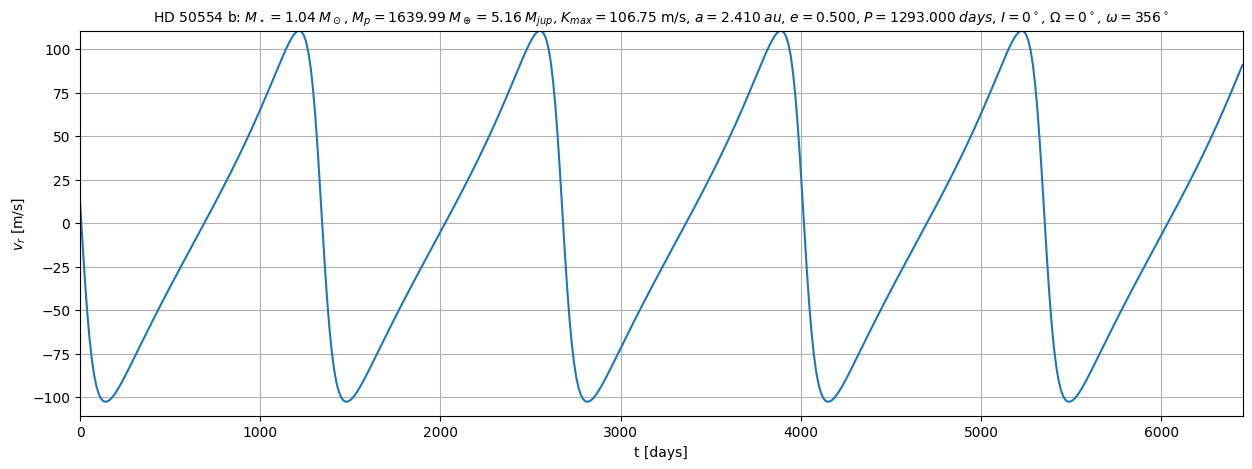 HD 50554 b: M⋆ = 1.04 M⊙, Mp = 1639.99 M⊕ = 5.16 Mjup, Kmax = 106.75 m/s, a = 2.410 au, e = 0.500, P = 1293.000 days, I = 0°, Ω = 0°, ω = 356°
100
75
50
25
0
−25
−50
−75
−100
vr [m/s]
0 1000 2000 3000 4000 5000 6000
t [days]